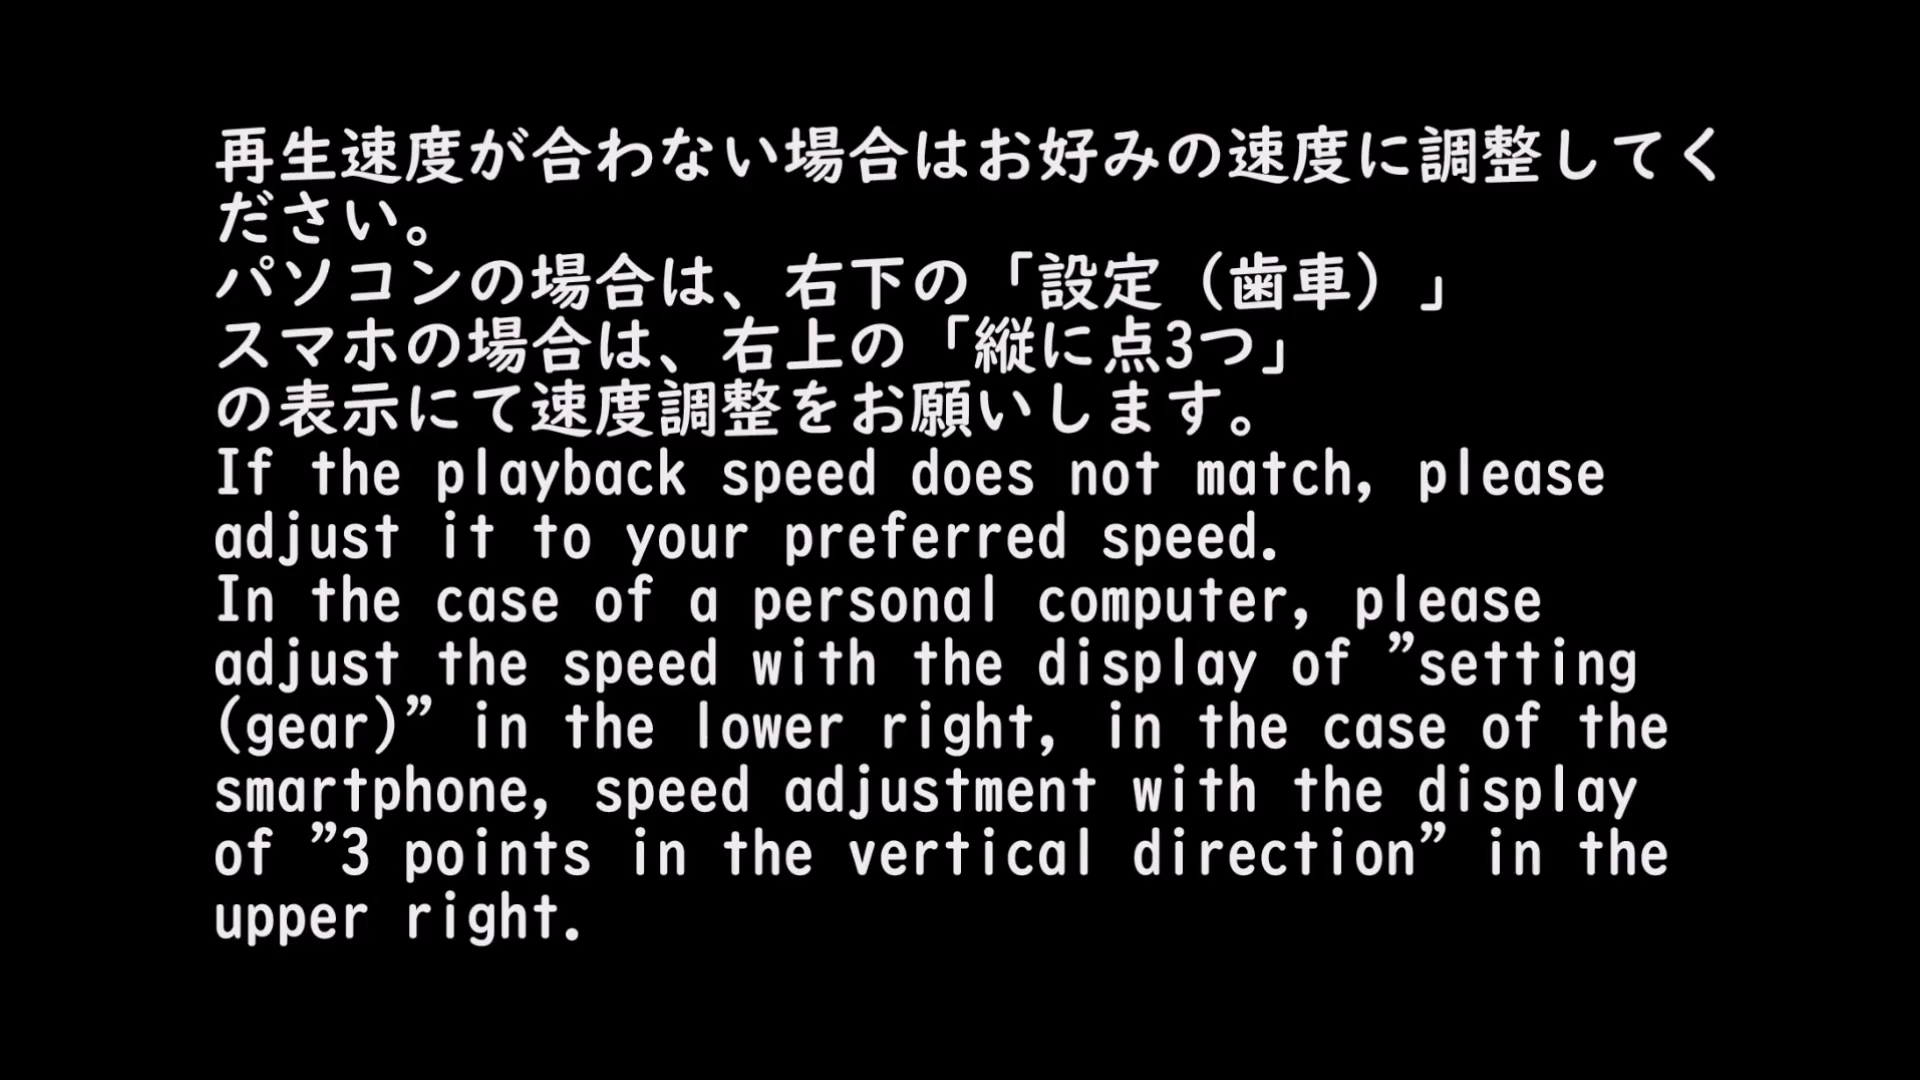 再生速度が合わない場合はお好みの速度に調整してく
ださい。
パソコンの場合は、右下の「設定（歯車）」
スマホの場合は、右上の「縦に点3つ」
の表示にて速度調整をお願いします。
If the playback speed does not match, please
adjust it to your preferred speed.
In the case of a personal computer, please
adjust the speed with the display of ”setting
(gear)” in the lower right, in the case of the
smartphone, speed adjustment with the display
of ”3 points in the vertical direction” in the
upper right.